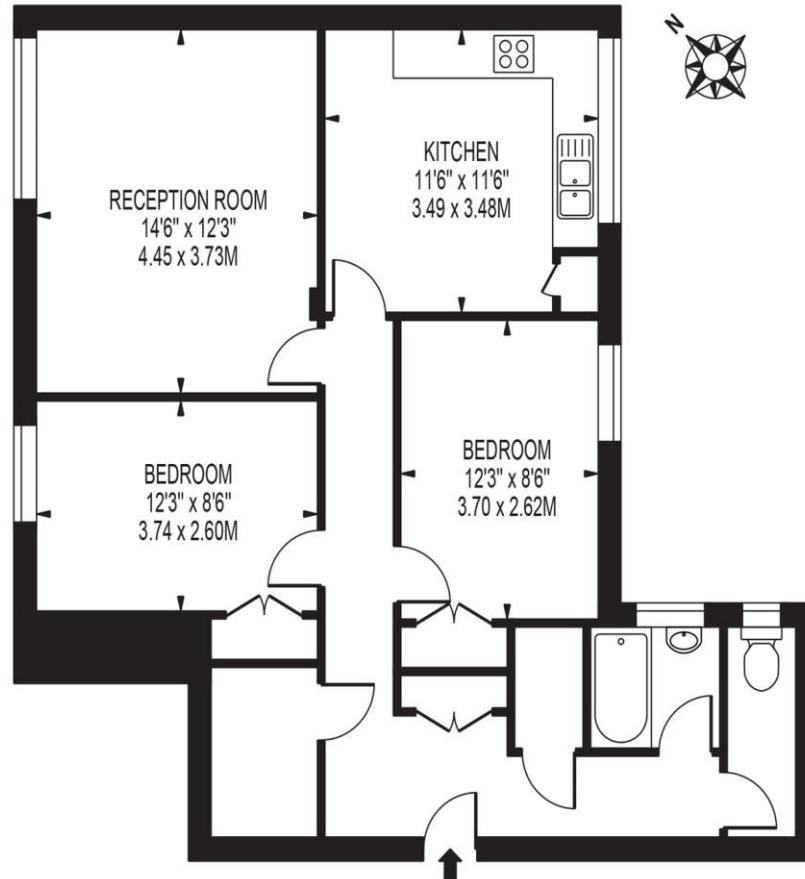 N
KITCHEN
11'6" x 11'6"
3.49 x 3.48M
RECEPTION ROOM
14'6" x 12'3"
4.45 x 3.73M
BEDROOM
12'3" x 8'6"
3.70 x 2.62M
BEDROOM
12'3" x 8'6"
3.74 x 2.60M